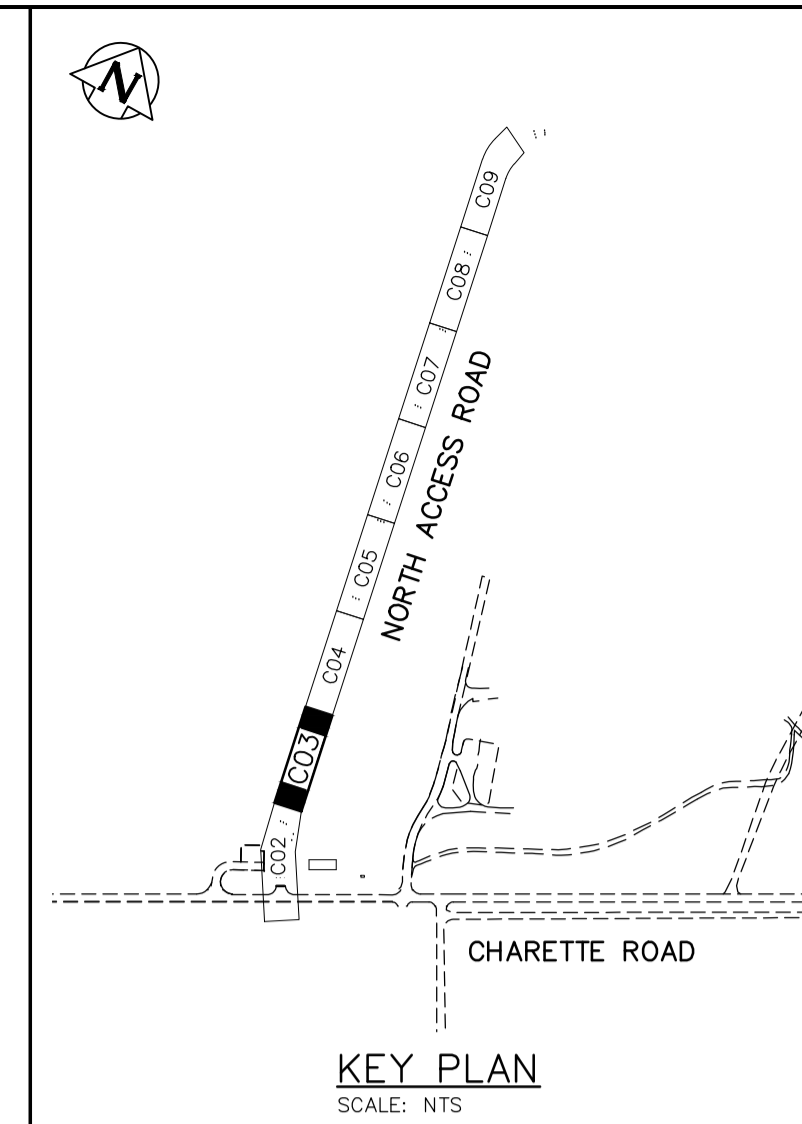 N
C09
C08
C07
C06
C05
C04
C03
C02
NORTH ACCESS ROAD
CHARETTE ROAD
KEY PLAN
SCALE: NTS